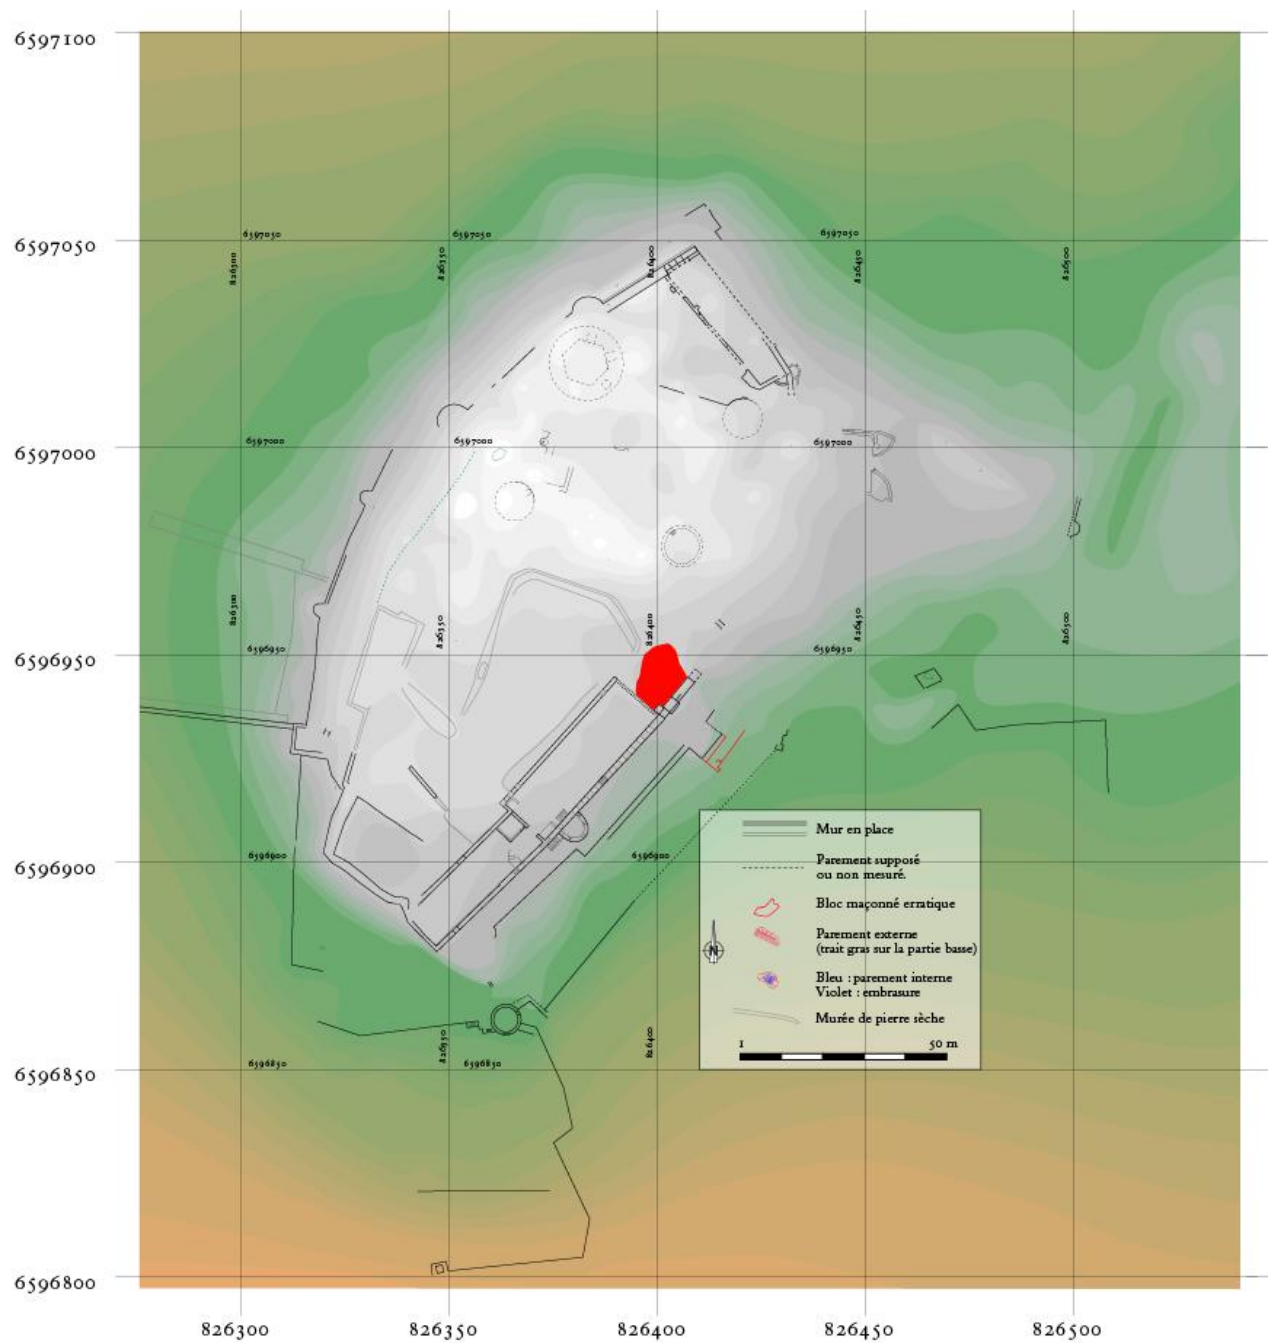 6597100
6597050
6597050
6597050
6597050
826300
826350
826400
826450
826500
6597000
6597000
6597000
6597000
826300
826350
826400
826450
826500
6596950
6596950
6596950
6596900
6596900
6596900
Mur en place
Parement supposé
ou non mesuré.
Bloc maçonné erratique
Parement externe
(trait gras sur la partie basse)
N
Bleu : parement interne
Violet : embrasure
Murée de pierre sèche
1 50 m
826350
826400
6596850
6596850
6596850
6596800
826300 826350 826400 826450 826500